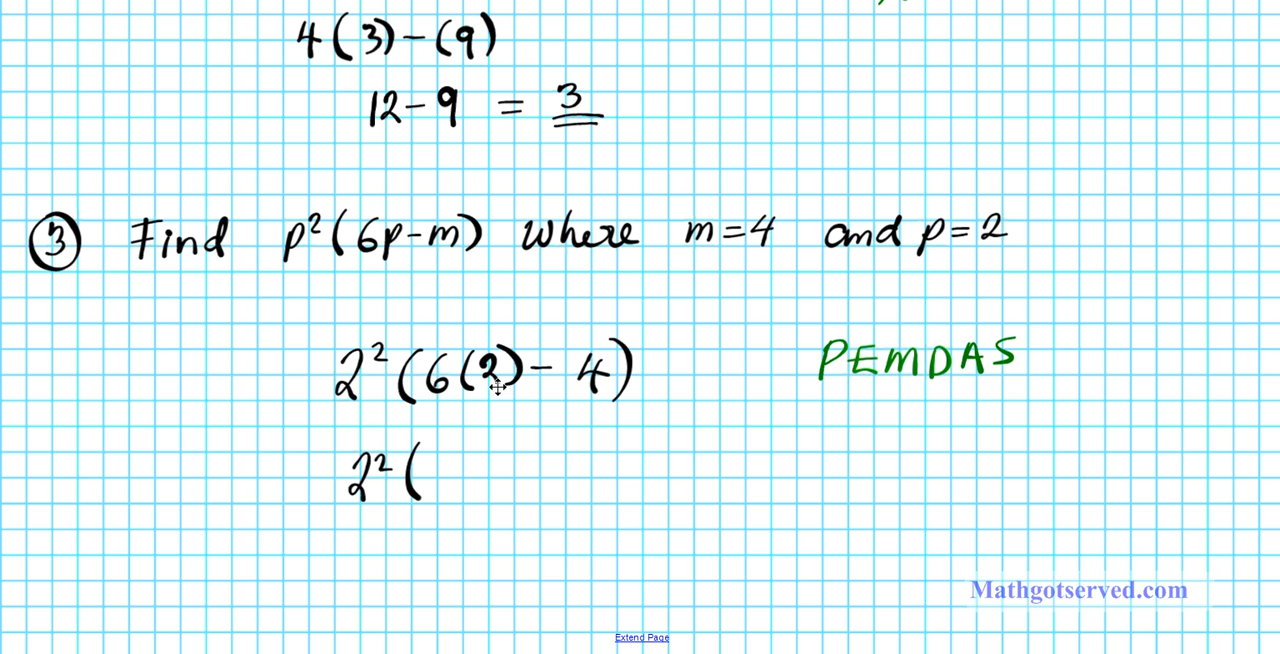 4(3)-(9)
12-9 = 3
③ Find p²(6p-m) where m=4 and p=2
2²(6(2)-4) PEMDAS
2²(
Mathgotserved.com
Extend Page